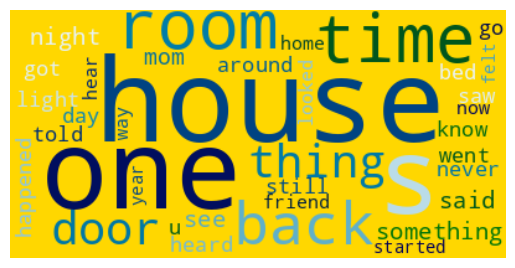 night
room
time
go
mom
home
felt
got
hear
around
looked
bed
light
house
saw
day
now
told
way
know
happened
one
year
things
s
went
never
still
friend
said
door
u
see
back
something
heard
started